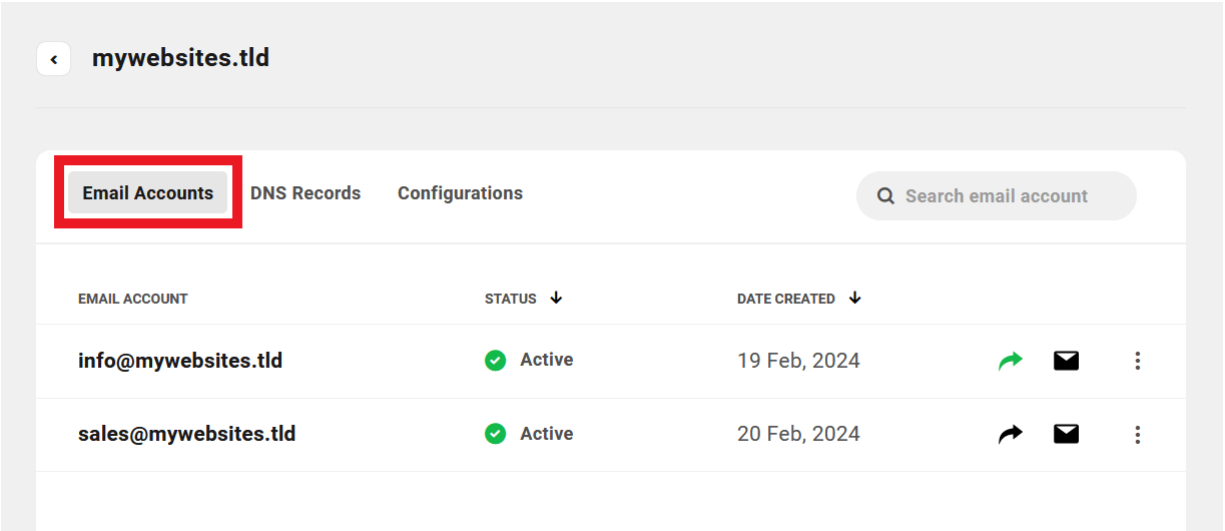 mywebsites.tld
Email Accounts DNS Records Configurations Search email account
EMAIL ACCOUNT STATUS DATE CREATED
info@mywebsites.tld Active 19 Feb, 2024
sales@mywebsites.tld Active 20 Feb, 2024